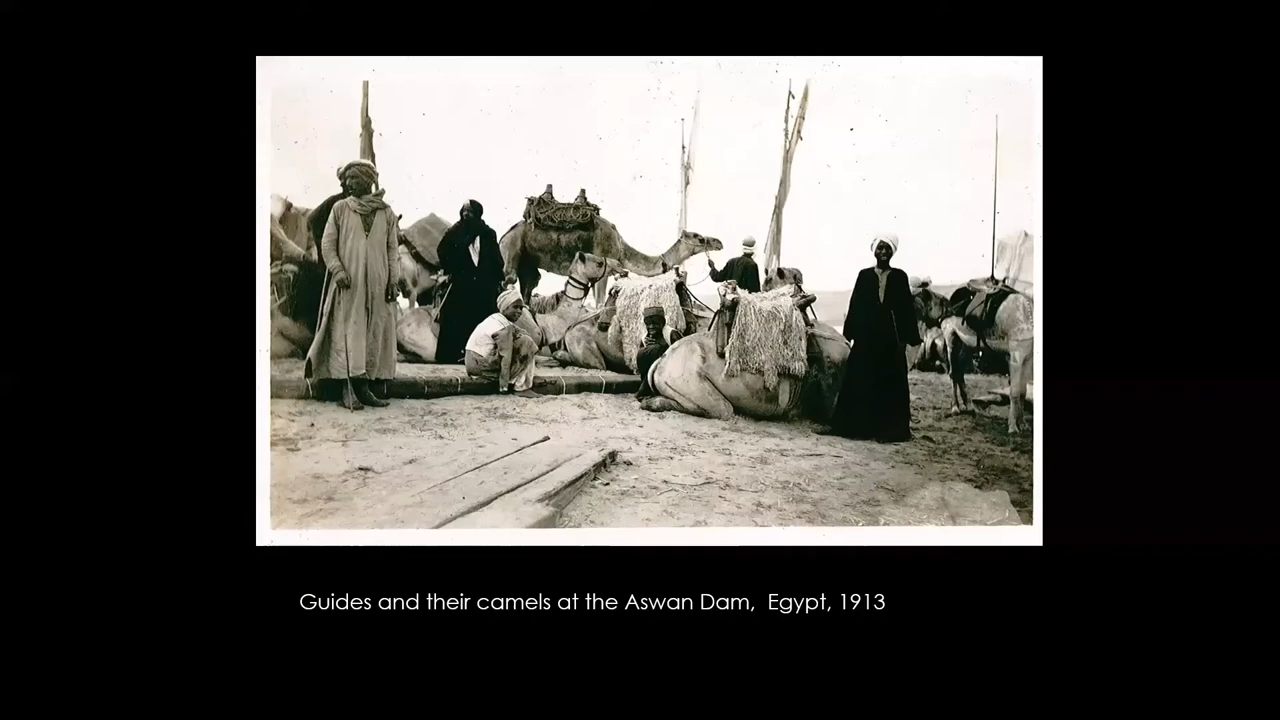 Guides and their camels at the Aswan Dam,  Egypt, 1913